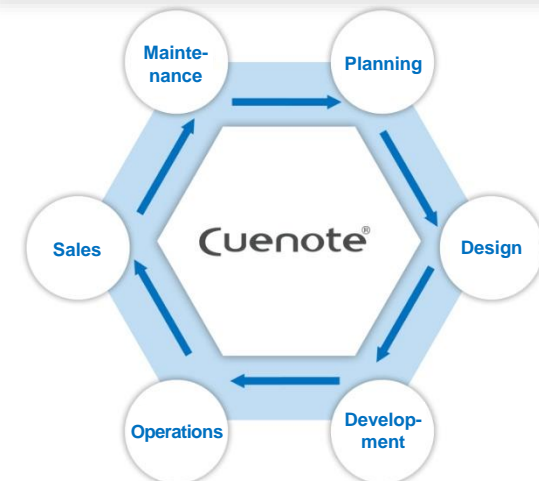 Mainte-
nance
Planning
Sales
Cuenote®
Design
Operations
Develop-
ment